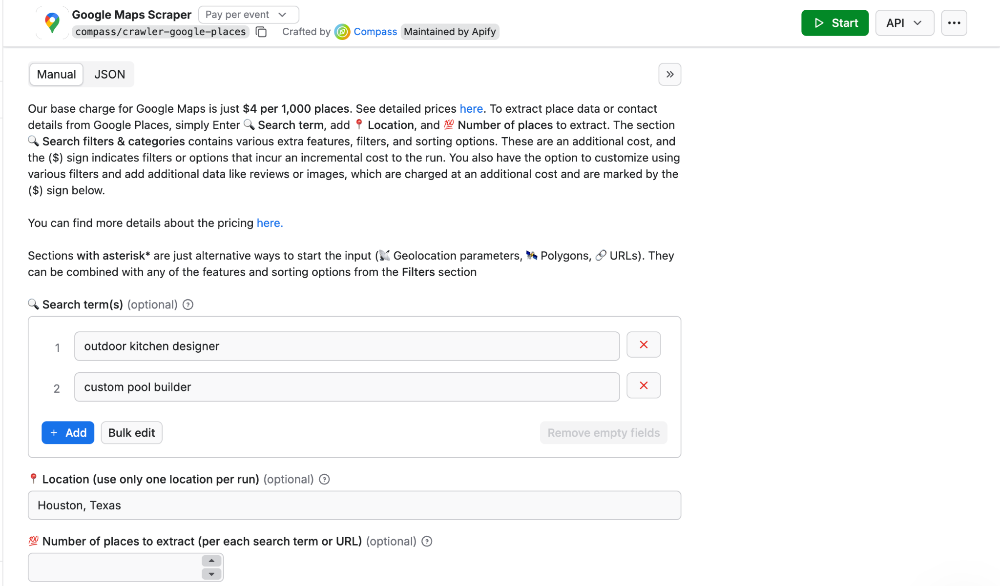 Google Maps Scraper Pay per event
compass/crawler-google-places Crafted by Compass Maintained by Apify
Start API
Manual JSON
Our base charge for Google Maps is just $4 per 1,000 places. See detailed prices here. To extract place data or contact
details from Google Places, simply Enter 🔍 Search term, add 📍 Location, and 💯 Number of places to extract. The section
🔍 Search filters & categories contains various extra features, filters, and sorting options. These are an additional cost, and
the ($) sign indicates filters or options that incur an incremental cost to the run. You also have the option to customize using
various filters and add additional data like reviews or images, which are charged at an additional cost and are marked by the
($) sign below.
You can find more details about the pricing here.
Sections with asterisk* are just alternative ways to start the input (📡 Geolocation parameters, 🛰 Polygons, 🔗 URLs). They
can be combined with any of the features and sorting options from the Filters section
🔍 Search term(s) (optional) ?
1 outdoor kitchen designer
2 custom pool builder
+ Add Bulk edit Remove empty fields
📍 Location (use only one location per run) (optional) ?
Houston, Texas
💯 Number of places to extract (per each search term or URL) (optional) ?